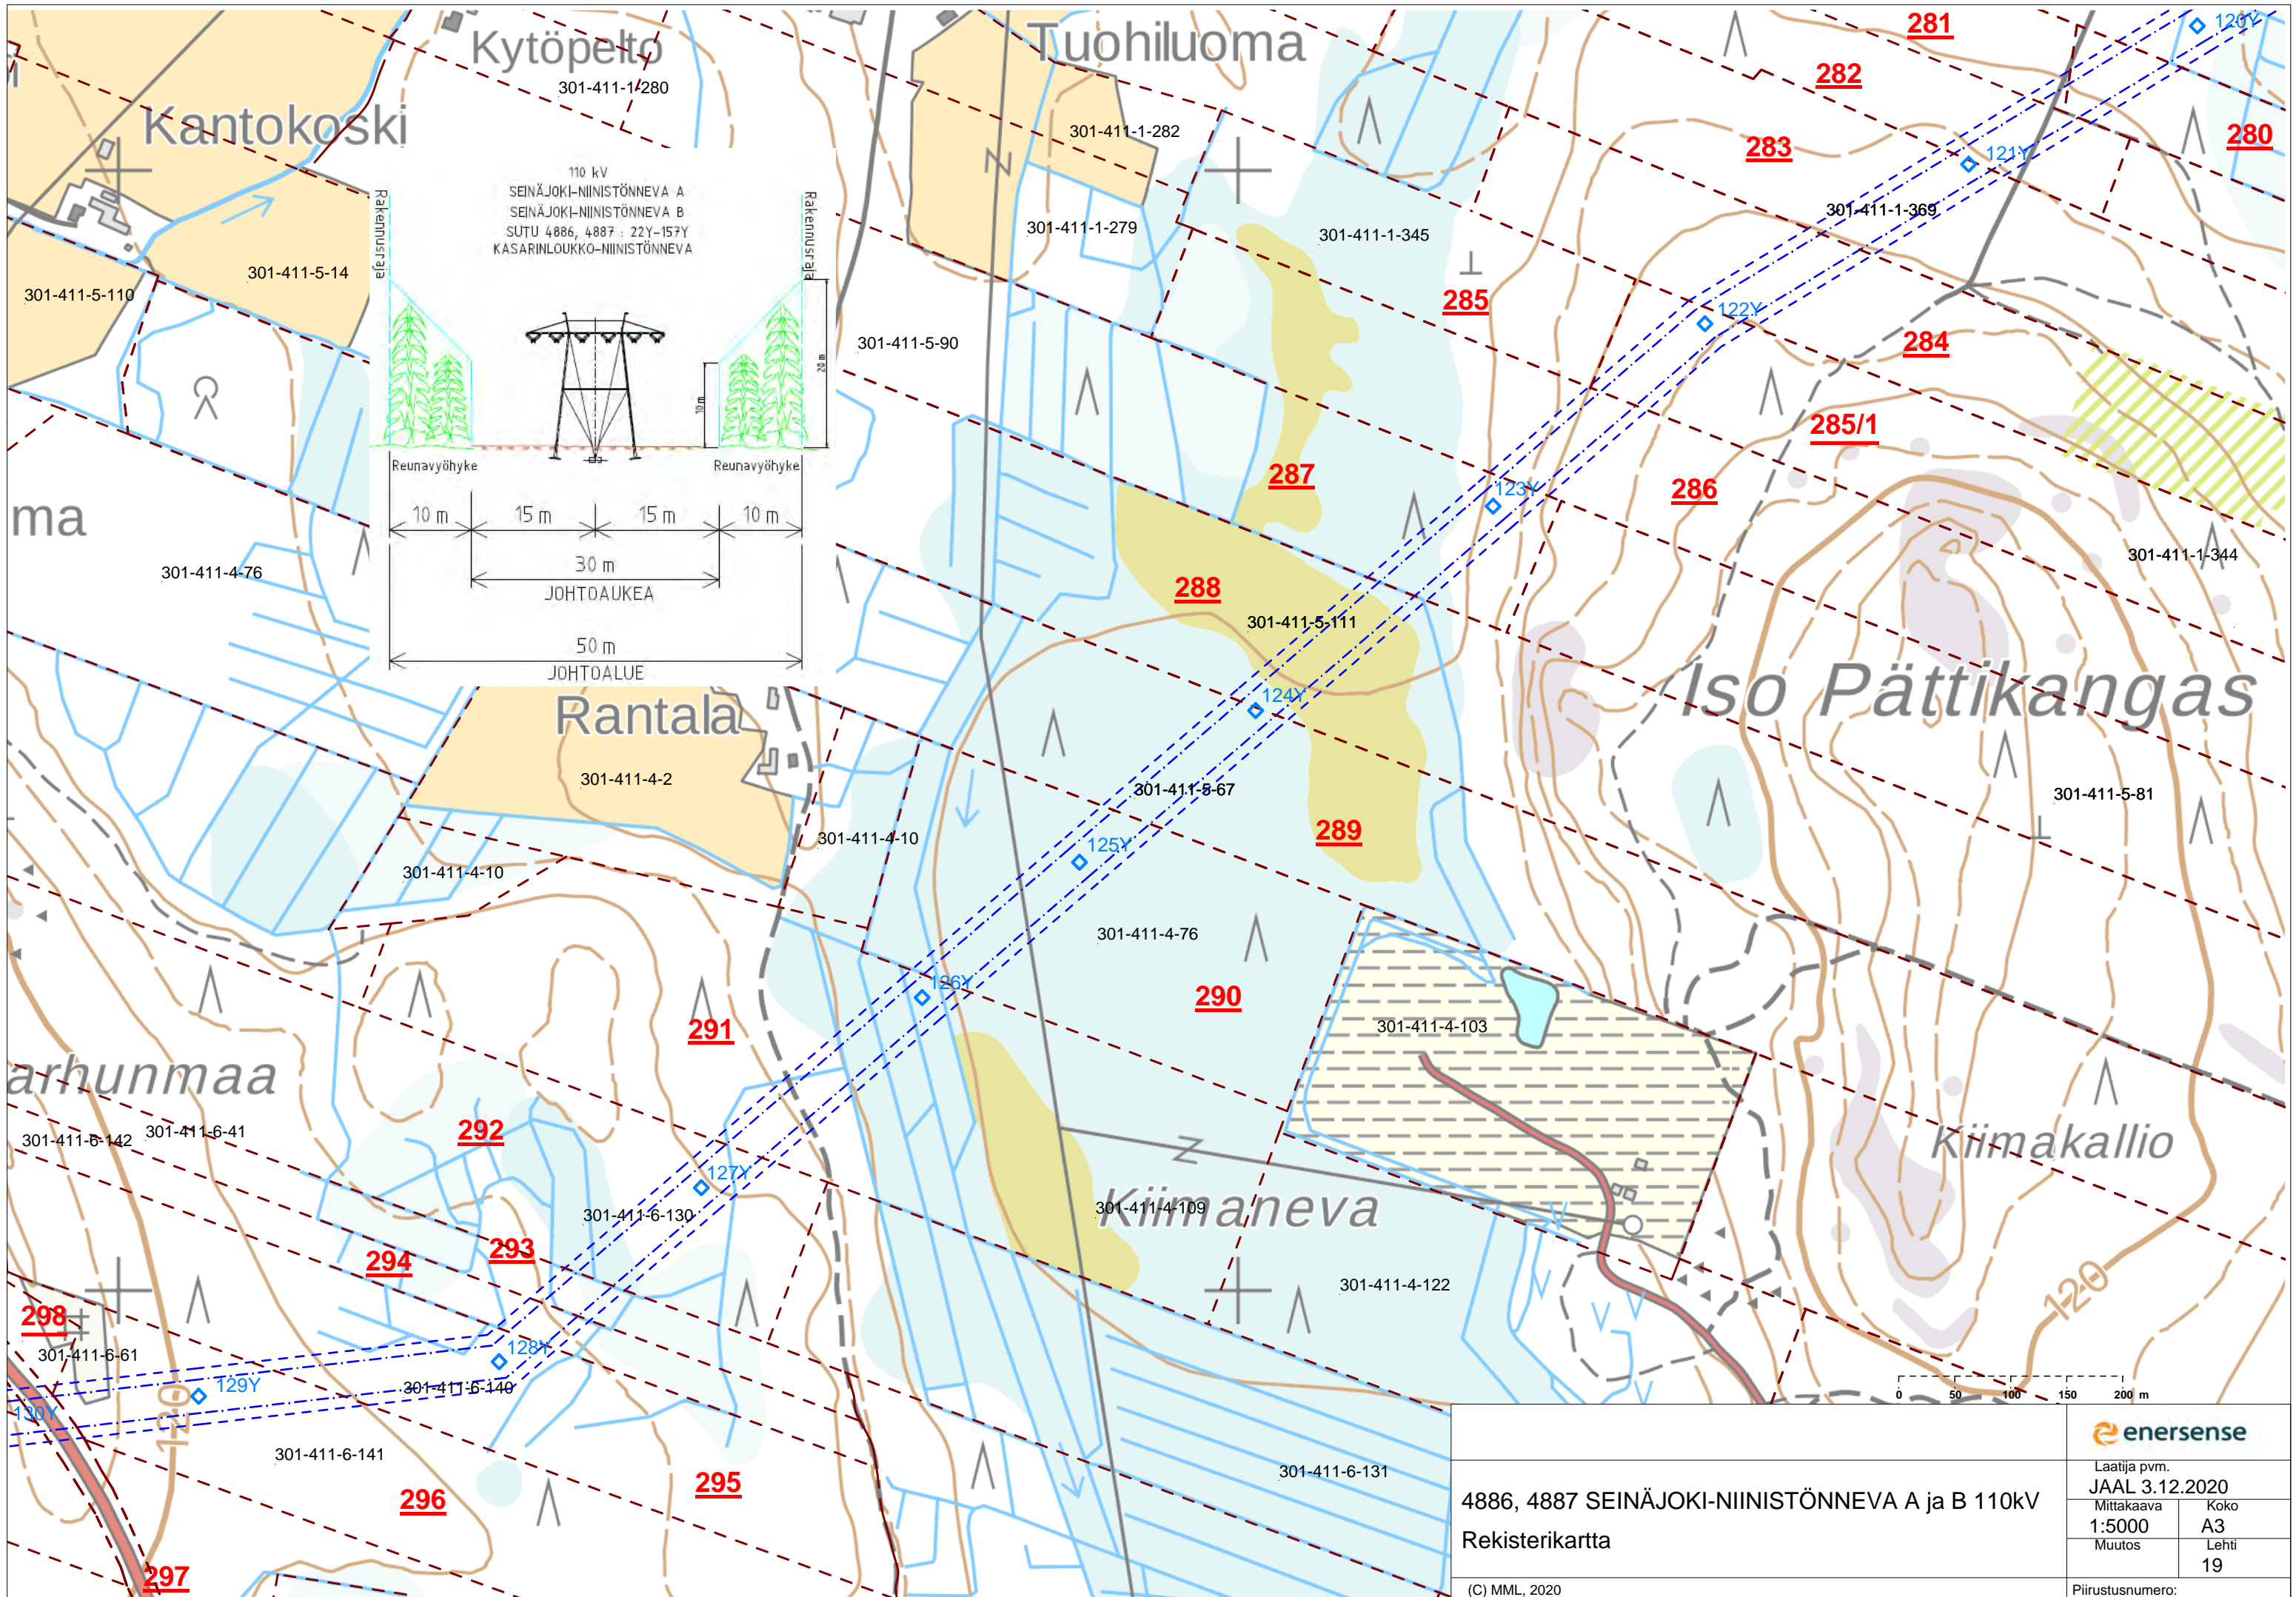 Kytöpelto
Tuohiluoma
Kantokoski
ma
Rantala
Iso Pättikangas
Kiimakallio
Kiimaneva
arhunmaa
120
120
N
N
281
282
283
280
285
284
285/1
286
287
288
289
290
291
292
293
294
295
296
297
298
120Y
121Y
122Y
123Y
124Y
125Y
126Y
127Y
128Y
129Y
130Y
301-411-1-280
301-411-1-282
301-411-1-279
301-411-1-345
301-411-1-369
301-411-5-14
301-411-5-110
301-411-5-90
301-411-4-76
301-411-5-111
301-411-1-344
301-411-4-2
301-411-5-67
301-411-5-81
301-411-4-10
301-411-4-10
301-411-4-76
301-411-4-103
301-411-6-142
301-411-6-41
301-411-6-130
301-411-4-109
301-411-4-122
301-411-6-61
301-411-6-140
301-411-6-141
301-411-6-131
110 kV
SEINÄJOKI-NIINISTÖNNEVA A
SEINÄJOKI-NIINISTÖNNEVA B
SUTU 4886, 4887 : 22Y-157Y
KASARINLOUKKO-NIINISTÖNNEVA
Rakennusraja
Rakennusraja
20 m
10 m
Reunavyöhyke
Reunavyöhyke
10 m
15 m
15 m
10 m
30 m
JOHTOAUKEA
50 m
JOHTOALUE
0 50 m 100 150 200 m
enersense
Laatija pvm.
JAAL 3.12.2020
Mittakaava Koko
1:5000 A3
Muutos Lehti
19
4886, 4887 SEINÄJOKI-NIINISTÖNNEVA A ja B 110kV
Rekisterikartta
(C) MML, 2020
Piirustusnumero: